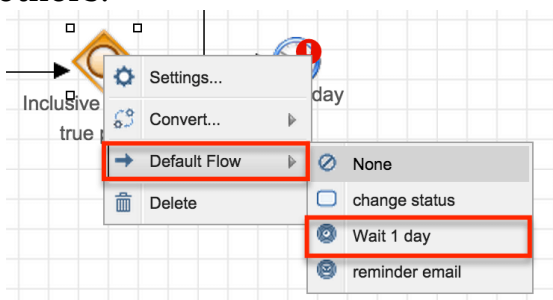 Settings...
day
Inclusive
Convert...
true
Default Flow
None
Delete
change status
Wait 1 day
reminder email